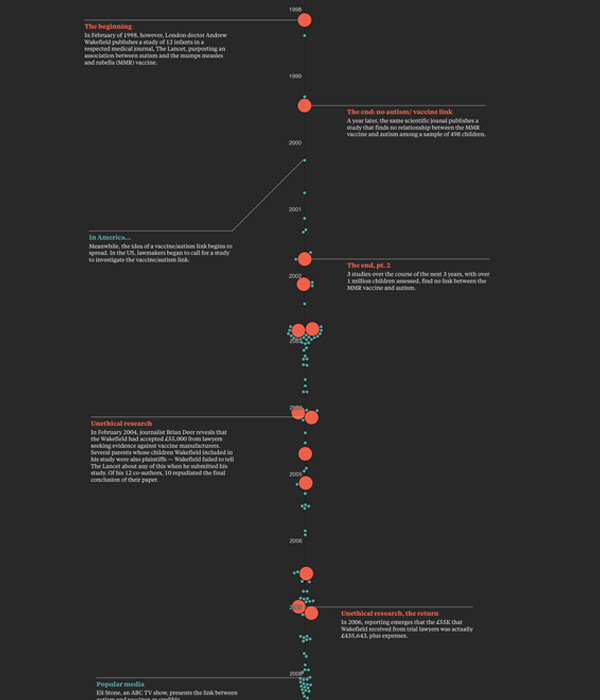 1998
The beginning
In February of 1998, however, London doctor Andrew
Wakefield publishes a study of 12 infants in a
respected medical journal, The Lancet, purporting an
association between autism and the mumps measles
and rubella (MMR) vaccine.
1999
The end: no autism/ vaccine link
A year later, the same scientific jounal publishes a
study that finds no relationship between the MMR
vaccine and autism among a sample of 498 children.
2000
2001
In America...
Meanwhile, the idea of a vaccine/autism link begins to
spread. In the US, lawmakers began to call for a study
to investigate the vaccine/autism link.
The end, pt. 2
3 studies over the course of the next 3 years, with over
1 million children assessed, find no link between the
MMR vaccine and autism.
2002
2003
2004
Unethical research
In February 2004, journalist Brian Deer reveals that
the Wakefield had accepted £55,000 from lawyers
seeking evidence against vaccine manufacturers.
Several parents whose children Wakefield included in
his study were also plaintiffs — Wakefield failed to tell
The Lancet about any of this when he submitted his
study. Of his 12 co-authors, 10 repudiated the final
conclusion of their paper.
2005
2006
2007
Unethical research, the return
In 2006, reporting emerges that the £55K that
Wakefield received from trial lawyers was actually
£435,643, plus expenses.
2008
Popular media
Eli Stone, an ABC TV show, presents the link between
autism and vaccines as credible